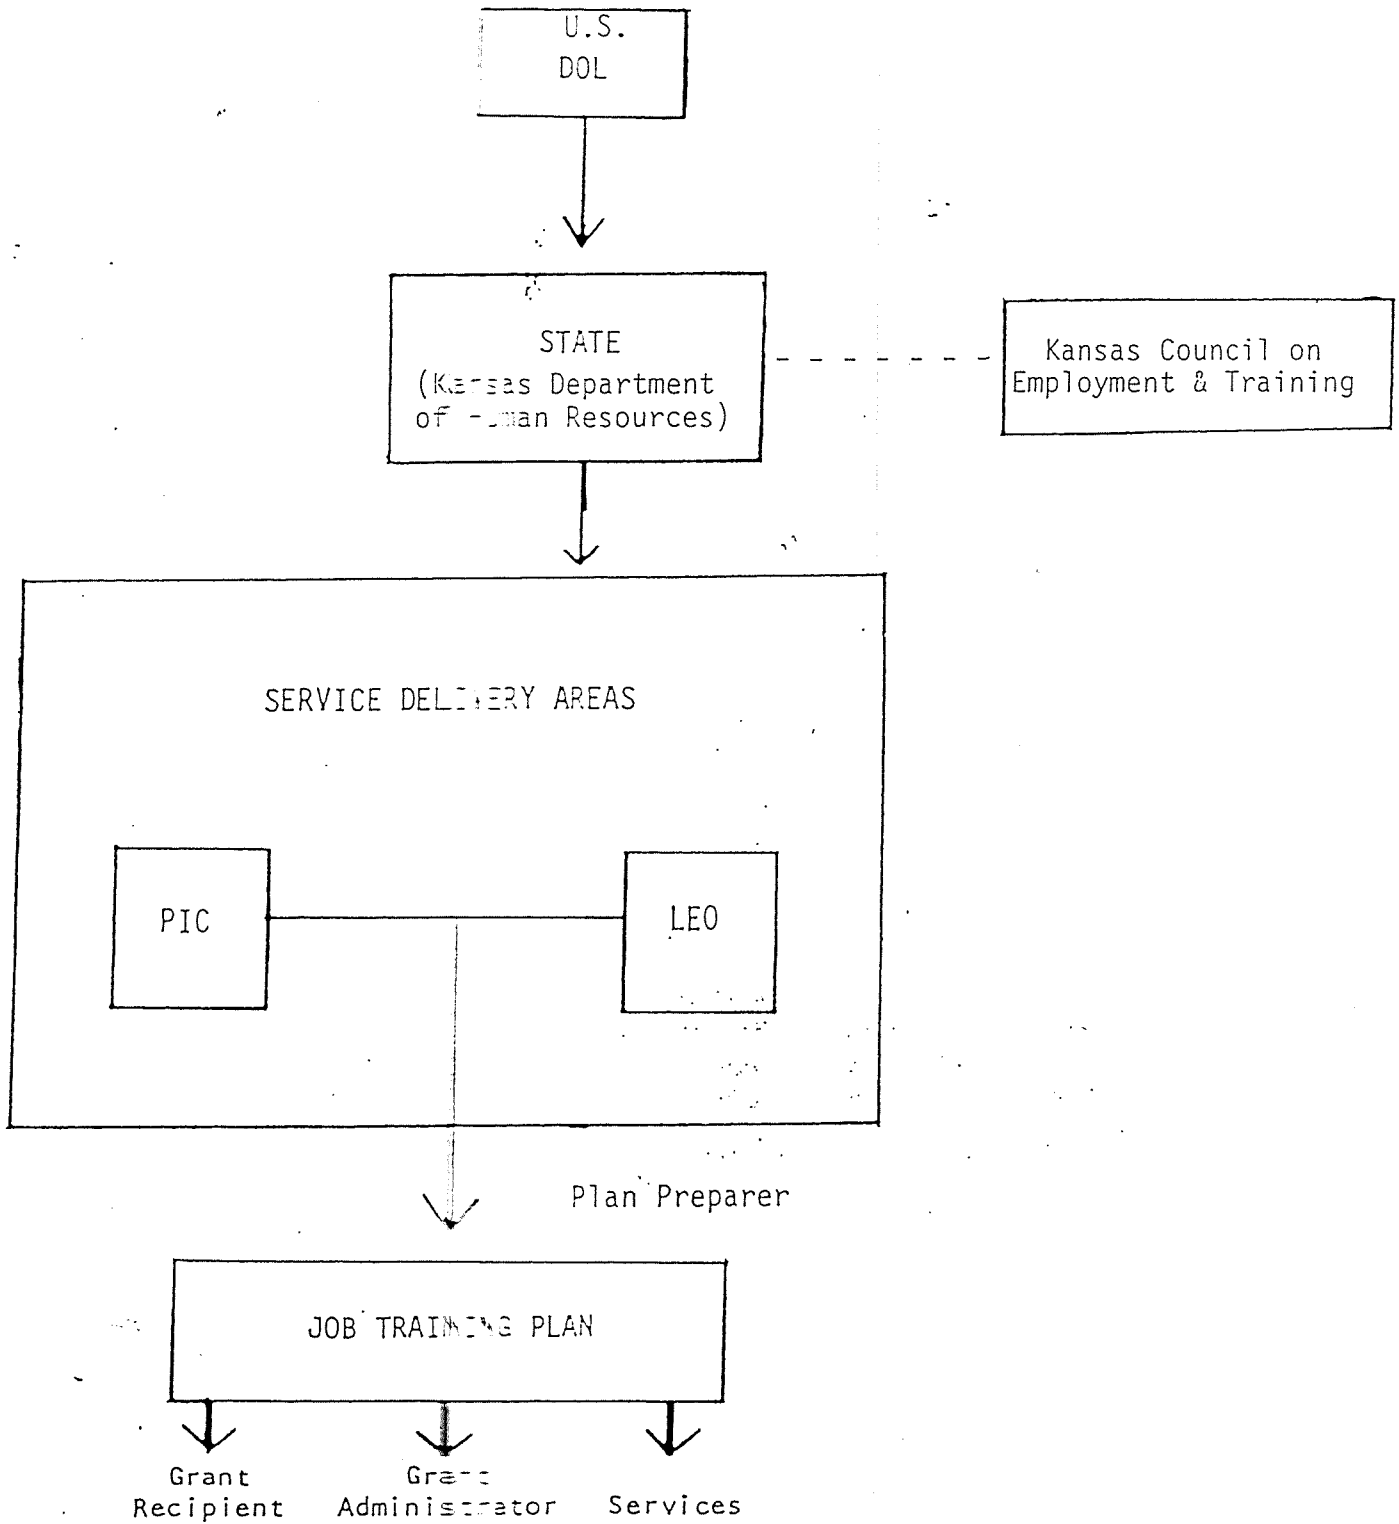 U.S.
DOL
STATE
(Kansas Department
of Human Resources)
Kansas Council on
Employment & Training
SERVICE DELIVERY AREAS
PIC
LEO
Plan Preparer
JOB TRAINING PLAN
Grant
Recipient
Grant
Administrator
Services